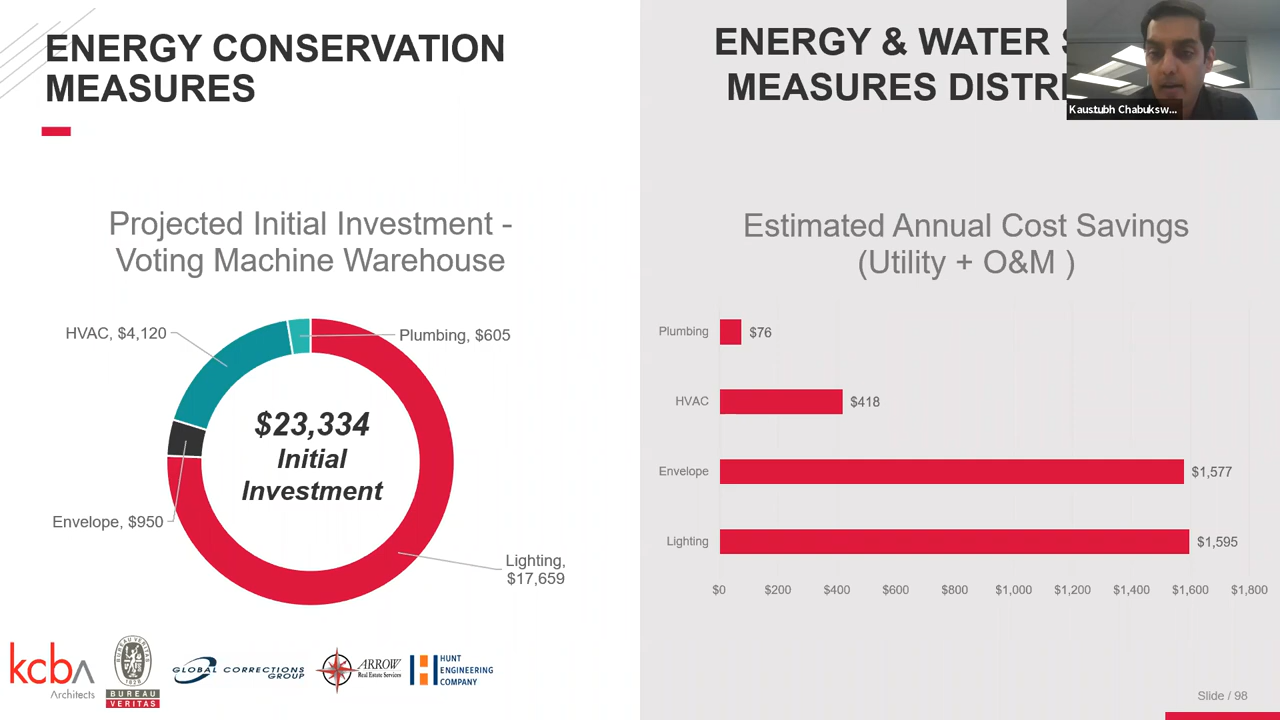 ENERGY CONSERVATION
MEASURES
Projected Initial Investment -
Voting Machine Warehouse
HVAC, $4,120
Plumbing, $605
$23,334
Initial
Investment
Envelope, $950
Lighting,
$17,659
kcba
Architects
BUREAU VERITAS
1828
BUREAU
VERITAS
GLOBAL CORRECTIONS
GROUP
ARROW
Real Estate Services
HUNT
ENGINEERING
COMPANY
ENERGY & WATER
MEASURES
Kaustubh Chabuksw...
Estimated Annual Cost Savings
(Utility + O&M )
Plumbing
$76
HVAC
$418
Envelope
$1,577
Lighting
$1,595
$0 $200 $400 $600 $800 $1,000 $1,200 $1,400 $1,600 $1,800
Slide / 98